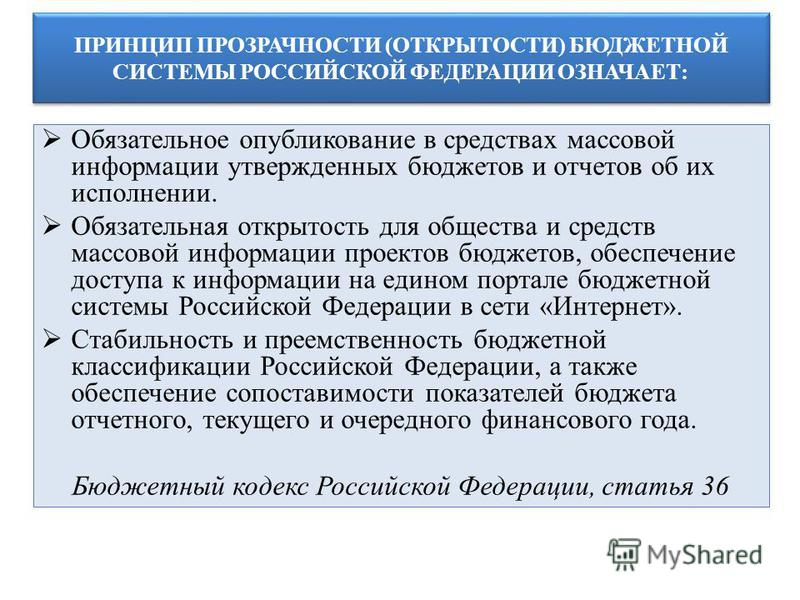 ПРИНЦИП ПРОЗРАЧНОСТИ (ОТКРЫТОСТИ) БЮДЖЕТНОЙ
СИСТЕМЫ РОССИЙСКОЙ ФЕДЕРАЦИИ ОЗНАЧАЕТ:
➢ Обязательное опубликование в средствах массовой
информации утвержденных бюджетов и отчетов об их
исполнении.
➢ Обязательная открытость для общества и средств
массовой информации проектов бюджетов, обеспечение
доступа к информации на едином портале бюджетной
системы Российской Федерации в сети «Интернет».
➢ Стабильность и преемственность бюджетной
классификации Российской Федерации, а также
обеспечение сопоставимости показателей бюджета
отчетного, текущего и очередного финансового года.
Бюджетный кодекс Российской Федерации, статья 36
MyShared